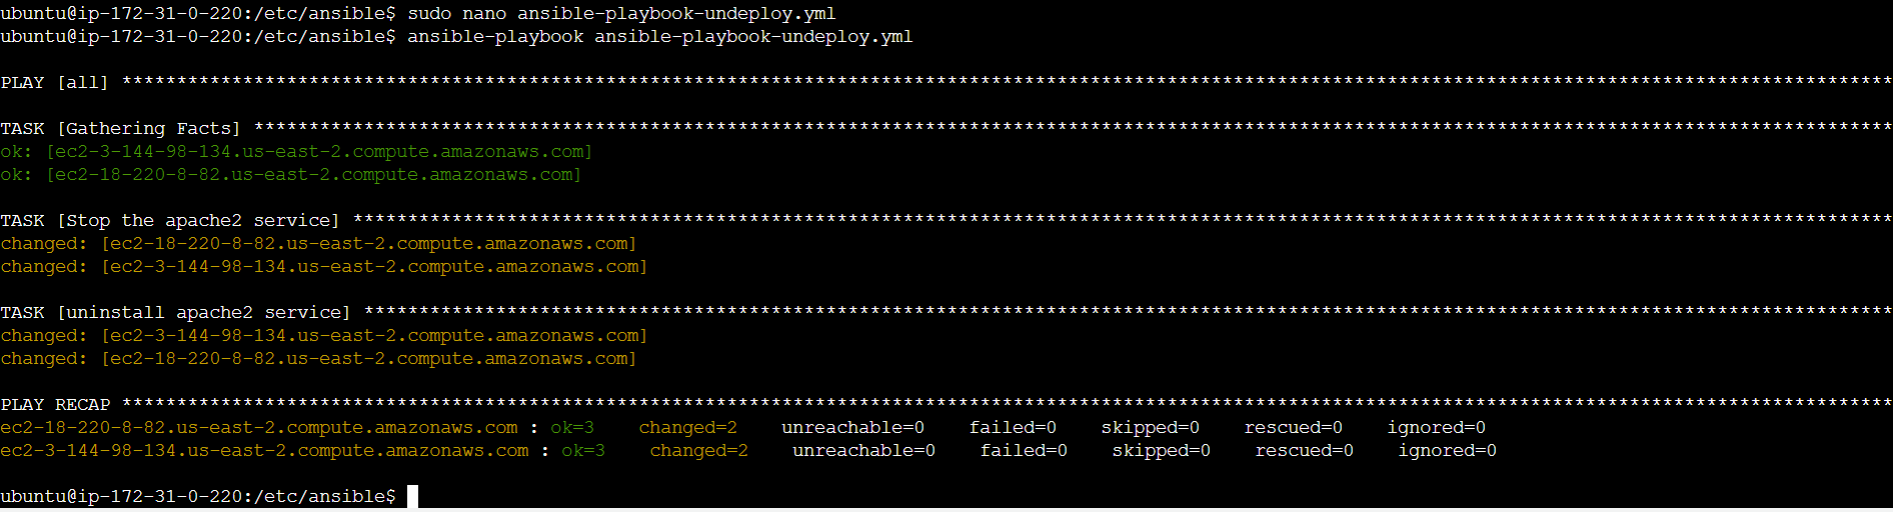 ubuntu@ip-172-31-0-220:/etc/ansible$ sudo nano ansible-playbook-undeploy.yml
ubuntu@ip-172-31-0-220:/etc/ansible$ ansible-playbook ansible-playbook-undeploy.yml
PLAY [all] *****************************************************************************************************************************************************************
TASK [Gathering Facts] *****************************************************************************************************************************************************
ok: [ec2-3-144-98-134.us-east-2.compute.amazonaws.com]
ok: [ec2-18-220-8-82.us-east-2.compute.amazonaws.com]
TASK [Stop the apache2 service] ********************************************************************************************************************************************
changed: [ec2-18-220-8-82.us-east-2.compute.amazonaws.com]
changed: [ec2-3-144-98-134.us-east-2.compute.amazonaws.com]
TASK [uninstall apache2 service] *******************************************************************************************************************************************
changed: [ec2-3-144-98-134.us-east-2.compute.amazonaws.com]
changed: [ec2-18-220-8-82.us-east-2.compute.amazonaws.com]
PLAY RECAP *****************************************************************************************************************************************************************
ec2-18-220-8-82.us-east-2.compute.amazonaws.com : ok=3    changed=2    unreachable=0    failed=0    skipped=0    rescued=0    ignored=0
ec2-3-144-98-134.us-east-2.compute.amazonaws.com : ok=3    changed=2    unreachable=0    failed=0    skipped=0    rescued=0    ignored=0
ubuntu@ip-172-31-0-220:/etc/ansible$